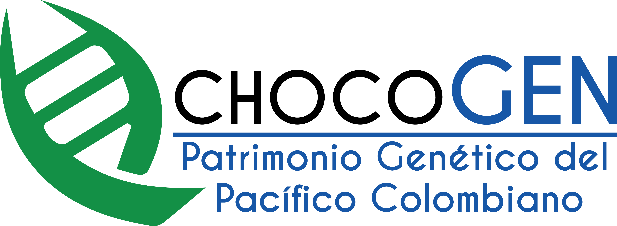 CHOCOGEN
Patrimonio Genético del
Pacífico Colombiano